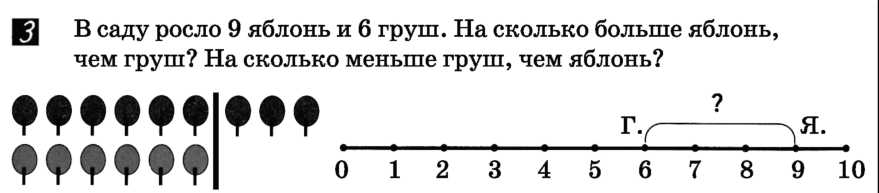 3 В саду росло 9 яблонь и 6 груш. На сколько больше яблонь,
чем груш? На сколько меньше груш, чем яблонь?
?
Г. Я.
0 1 2 3 4 5 6 7 8 9 10